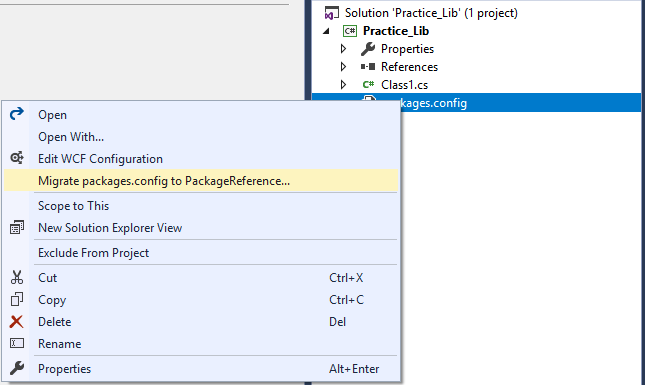 Solution 'Practice_Lib' (1 project)
C# Practice_Lib
Properties
References
C# Class1.cs
kages.config
Open
Open With...
Edit WCF Configuration
Migrate packages.config to PackageReference...
Scope to This
New Solution Explorer View
Exclude From Project
Cut Ctrl+X
Copy Ctrl+C
Delete Del
Rename
Properties Alt+Enter